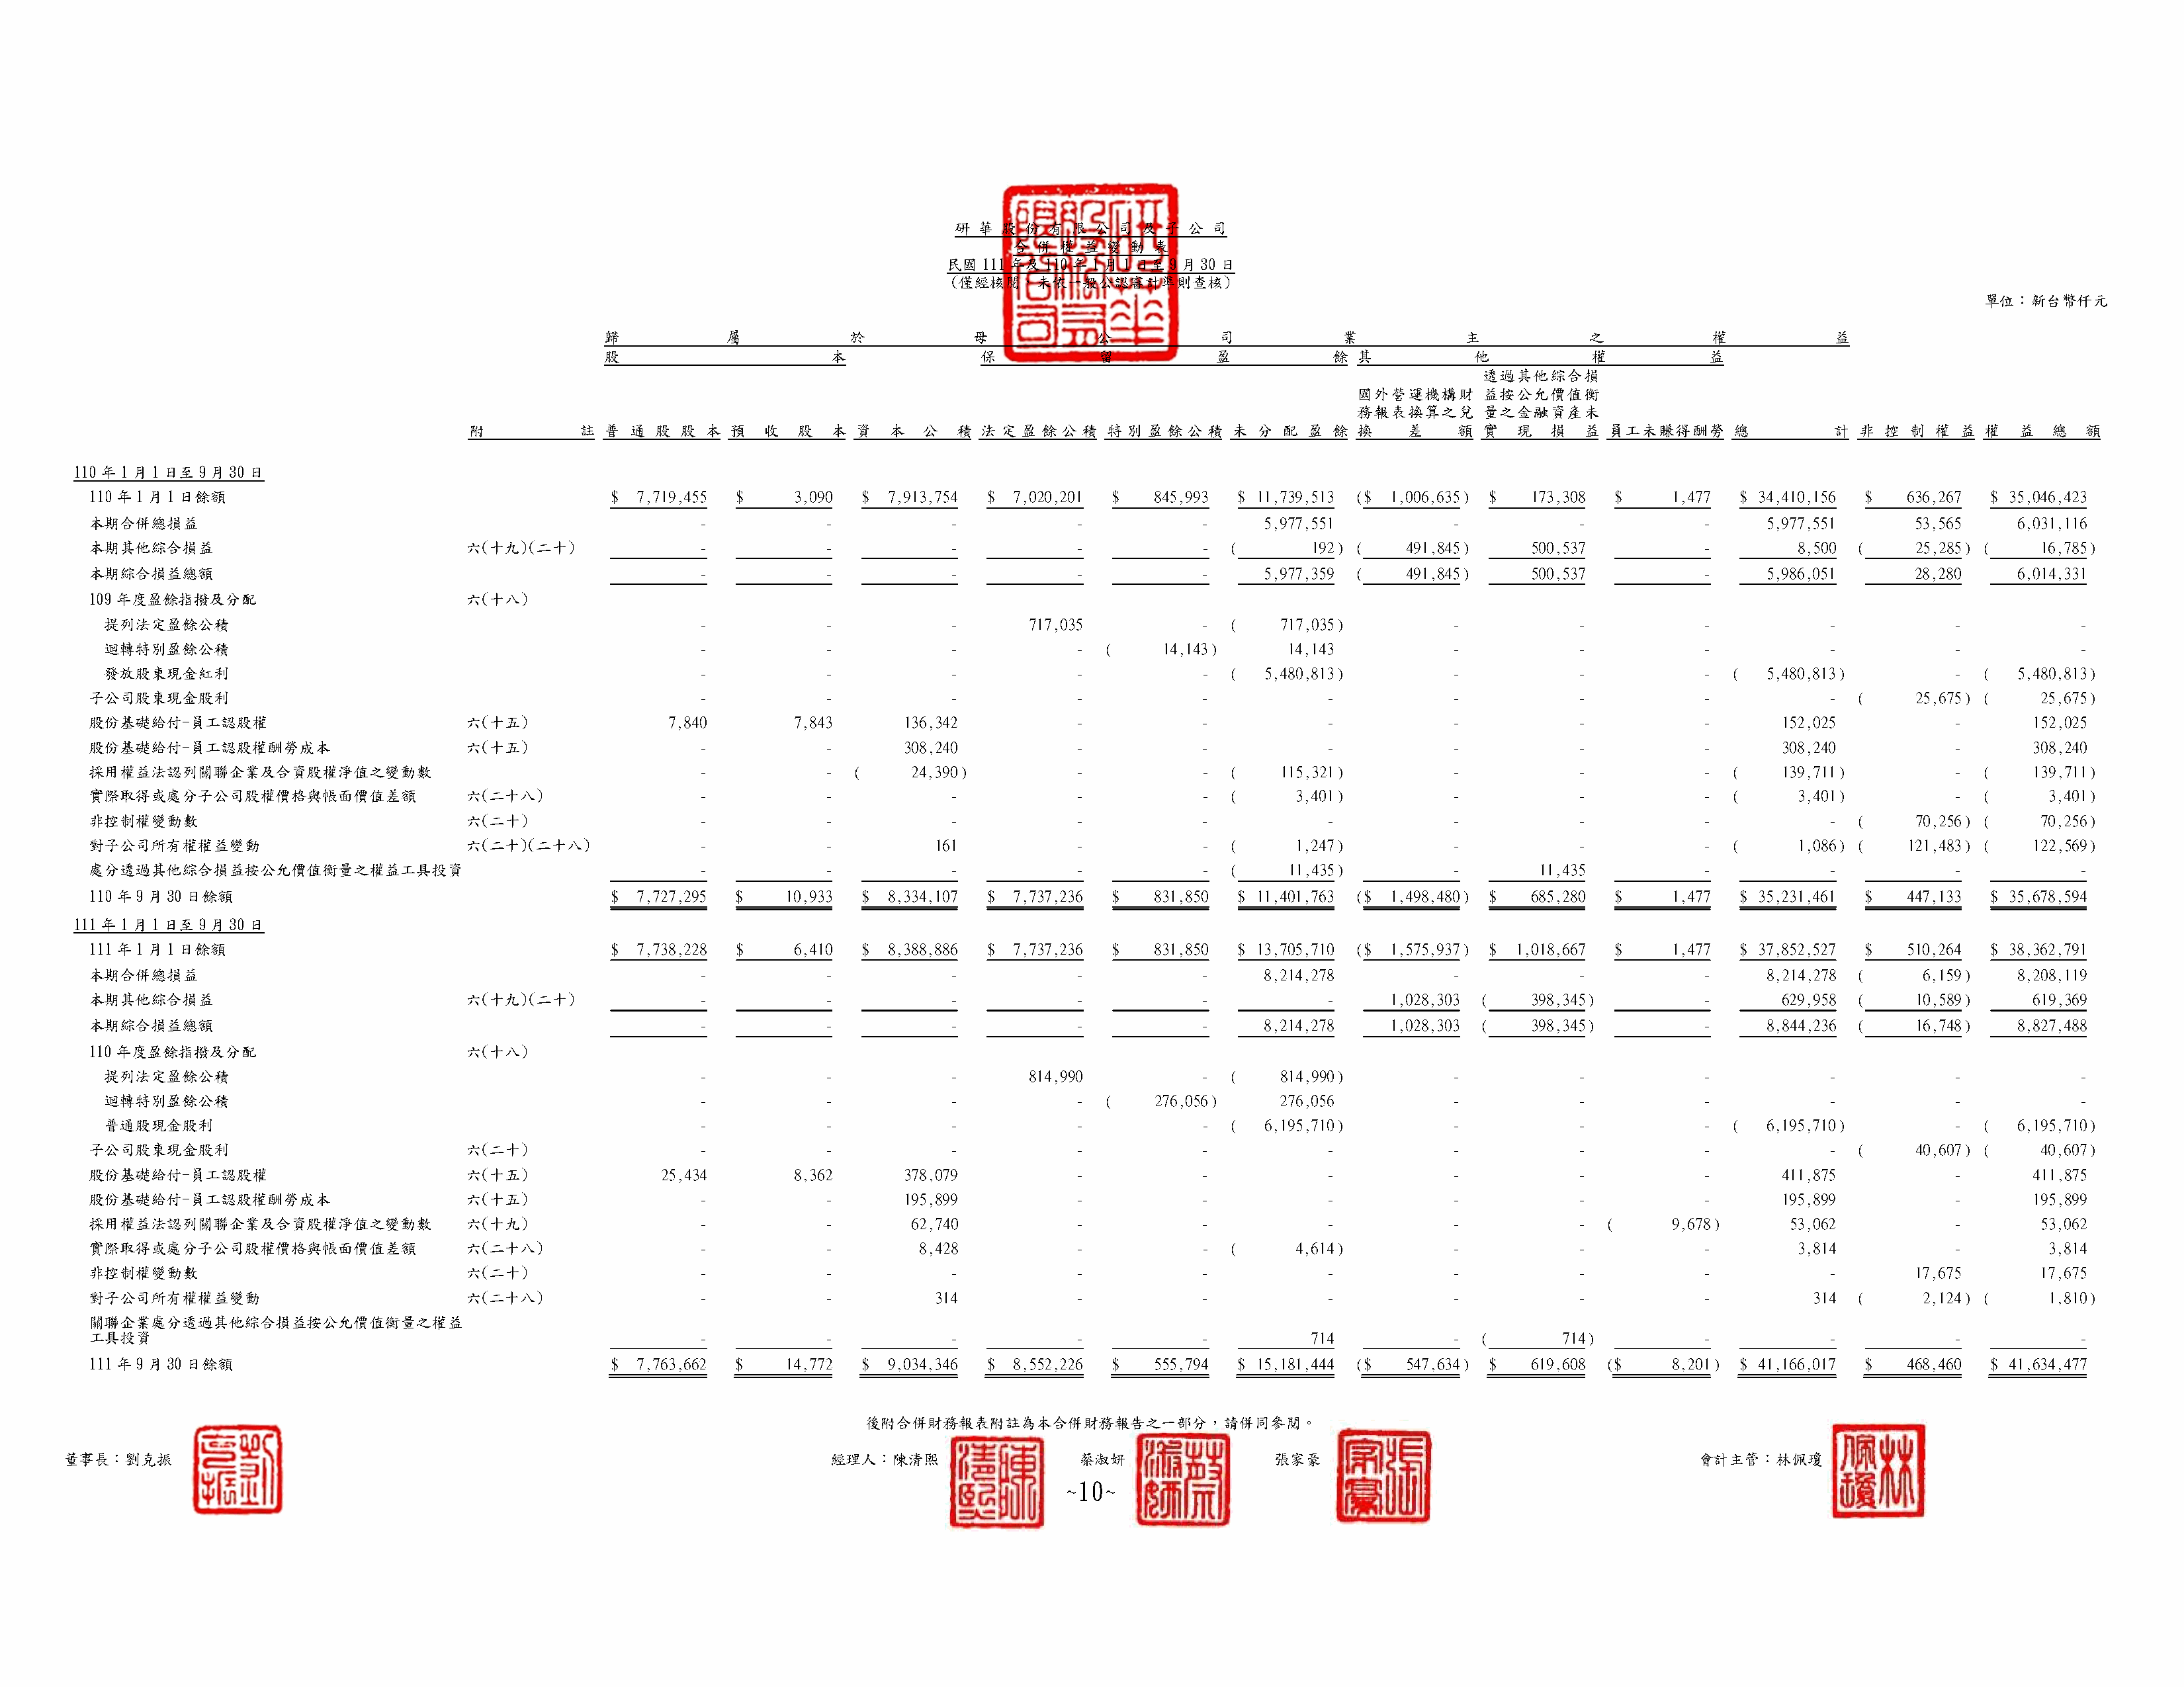 研華股份有限公司及子公司
合併權益變動表
民國111年及110年1月1日至9月30日
(僅經核閱,未依一般公認審計準則查核)
單位：新台幣仟元
歸屬於母公司業主之權益
股本 保留盈餘 其他權益
附註 普通股股本 預收股本 資本公積 法定盈餘公積 特別盈餘公積 未分配盈餘 國外營運機構財務報表換算之兌換差額 透過其他綜合損益按公允價值衡量之金融資產未實現損益 員工未賺得酬勞 總計 非控制權益 權益總額
110年1月1日至9月30日
110年1月1日餘額 $ 7,719,455 $ 3,090 $ 7,913,754 $ 7,020,201 $ 845,993 $ 11,739,513 ($ 1,006,635) $ 173,308 $ 1,477 $ 34,410,156 $ 636,267 $ 35,046,423
本期合併總損益 - - - - - 5,977,551 - - - 5,977,551 53,565 6,031,116
本期其他綜合損益 六(十九)(二十) - - - - - ( 192) ( 491,845) 500,537 - 8,500 ( 25,285) ( 16,785)
本期綜合損益總額 - - - - - 5,977,359 ( 491,845) 500,537 - 5,986,051 28,280 6,014,331
109年度盈餘指撥及分配 六(十八)
提列法定盈餘公積 - - - 717,035 - ( 717,035) - - - - - -
迴轉特別盈餘公積 - - - - ( 14,143) 14,143 - - - - - -
發放股東現金紅利 - - - - - ( 5,480,813) - - - ( 5,480,813) - ( 5,480,813)
子公司股東現金股利 - - - - - - - - - - ( 25,675) ( 25,675)
股份基礎給付-員工認股權 六(十五) 7,840 7,843 136,342 - - - - - - 152,025 - 152,025
股份基礎給付-員工認股權酬勞成本 六(十五) - - 308,240 - - - - - - 308,240 - 308,240
採用權益法認列關聯企業及合資股權淨值之變動數 - - ( 24,390) - - ( 115,321) - - - ( 139,711) - ( 139,711)
實際取得或處分子公司股權價格與帳面價值差額 六(二十八) - - - - - ( 3,401) - - - ( 3,401) - ( 3,401)
非控制權變動數 六(二十) - - - - - - - - - - ( 70,256) ( 70,256)
對子公司所有權權益變動 六(二十)(二十八) - - 161 - - ( 1,247) - - - ( 1,086) ( 121,483) ( 122,569)
處分透過其他綜合損益按公允價值衡量之權益工具投資 - - - - - ( 11,435) - 11,435 - - - -
110年9月30日餘額 $ 7,727,295 $ 10,933 $ 8,334,107 $ 7,737,236 $ 831,850 $ 11,401,763 ($ 1,498,480) $ 685,280 $ 1,477 $ 35,231,461 $ 447,133 $ 35,678,594
111年1月1日至9月30日
111年1月1日餘額 $ 7,738,228 $ 6,410 $ 8,388,886 $ 7,737,236 $ 831,850 $ 13,705,710 ($ 1,575,937) $ 1,018,667 $ 1,477 $ 37,852,527 $ 510,264 $ 38,362,791
本期合併總損益 - - - - - 8,214,278 - - - 8,214,278 ( 6,159) 8,208,119
本期其他綜合損益 六(十九)(二十) - - - - - - 1,028,303 ( 398,345) - 629,958 ( 10,589) 619,369
本期綜合損益總額 - - - - - 8,214,278 1,028,303 ( 398,345) - 8,844,236 ( 16,748) 8,827,488
110年度盈餘指撥及分配 六(十八)
提列法定盈餘公積 - - - 814,990 - ( 814,990) - - - - - -
迴轉特別盈餘公積 - - - - ( 276,056) 276,056 - - - - - -
普通股現金股利 - - - - - ( 6,195,710) - - - ( 6,195,710) - ( 6,195,710)
子公司股東現金股利 六(二十) - - - - - - - - - - ( 40,607) ( 40,607)
股份基礎給付-員工認股權 六(十五) 25,434 8,362 378,079 - - - - - - 411,875 - 411,875
股份基礎給付-員工認股權酬勞成本 六(十五) - - 195,899 - - - - - - 195,899 - 195,899
採用權益法認列關聯企業及合資股權淨值之變動數 六(十九) - - 62,740 - - - - - ( 9,678) 53,062 - 53,062
實際取得或處分子公司股權價格與帳面價值差額 六(二十八) - - 8,428 - - ( 4,614) - - - 3,814 - 3,814
非控制權變動數 六(二十) - - - - - - - - - - 17,675 17,675
對子公司所有權權益變動 六(二十八) - - 314 - - - - - - 314 ( 2,124) ( 1,810)
關聯企業處分透過其他綜合損益按公允價值衡量之權益
工具投資 - - - - - 714 - ( 714) - - - -
111年9月30日餘額 $ 7,763,662 $ 14,772 $ 9,034,346 $ 8,552,226 $ 555,794 $ 15,181,444 ($ 547,634) $ 619,608 ($ 8,201) $ 41,166,017 $ 468,460 $ 41,634,477
後附合併財務報表附註為本合併財務報告之一部分，請併同參閱。
董事長：劉克振 經理人：陳清熙 蔡淑妍 張家豪 會計主管：林佩瓊
~10~